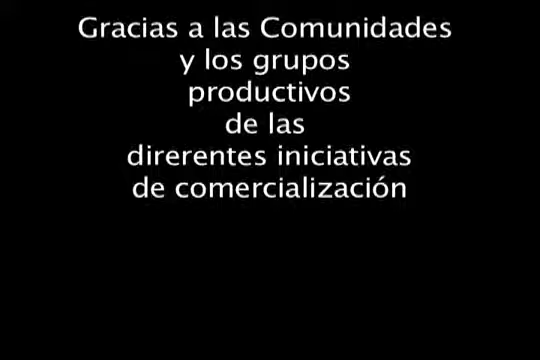 Gracias a las Comunidades
y los grupos
productivos
de las
direrentes iniciativas
de comercialización